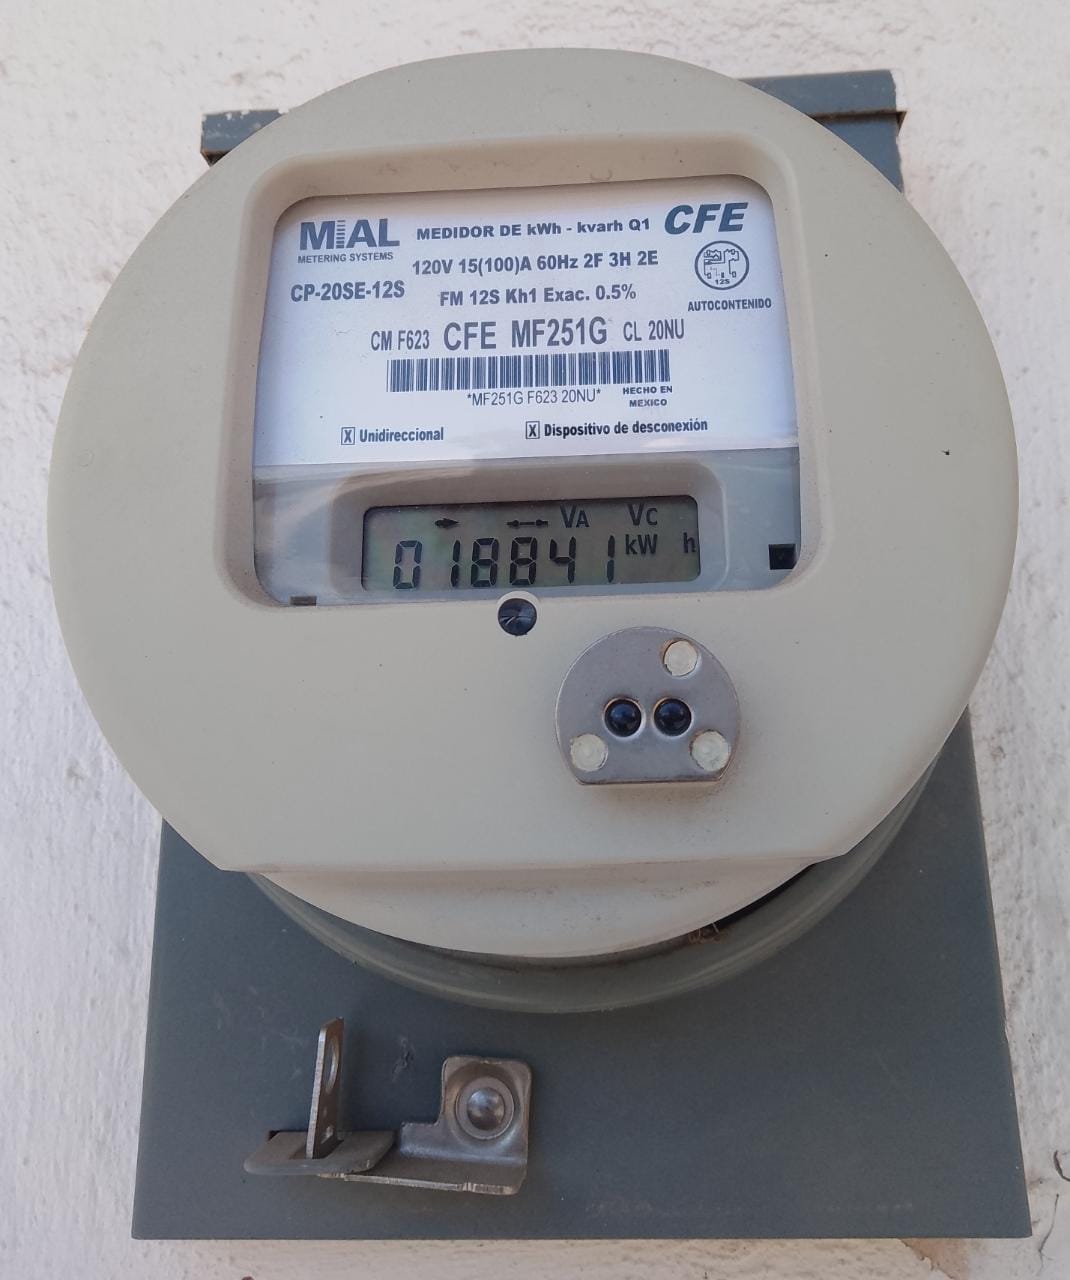 MIAL
METERING SYSTEMS
MEDIDOR DE kWh - kvarh Q1
CFE
120V 15(100)A 60Hz 2F 3H 2E
12S
CP-20SE-12S
FM 12S Kh1 Exac. 0.5%
AUTOCONTENIDO
CM F623 CFE MF251G CL 20NU
*MF251G F623 20NU*
HECHO EN
MEXICO
X Unidireccional
X Dispositivo de desconexión
VA VC
018841 kW h